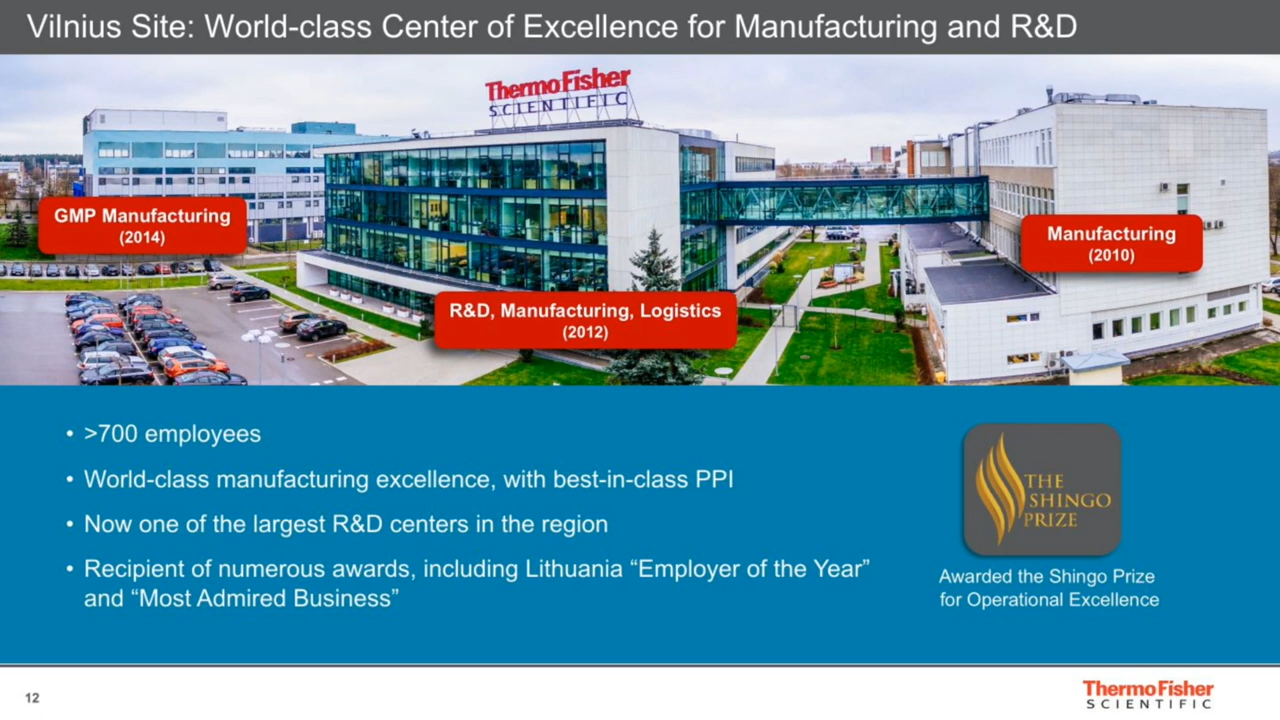 Vilnius Site: World-class Center of Excellence for Manufacturing and R&D
ThermoFisher
SCIENTIFIC
GMP Manufacturing
(2014)
Manufacturing
(2010)
R&D, Manufacturing, Logistics
(2012)
• >700 employees
• World-class manufacturing excellence, with best-in-class PPI
• Now one of the largest R&D centers in the region
• Recipient of numerous awards, including Lithuania “Employer of the Year”
and “Most Admired Business”
THE
SHINGO
PRIZE
Awarded the Shingo Prize
for Operational Excellence
12
ThermoFisher
SCIENTIFIC